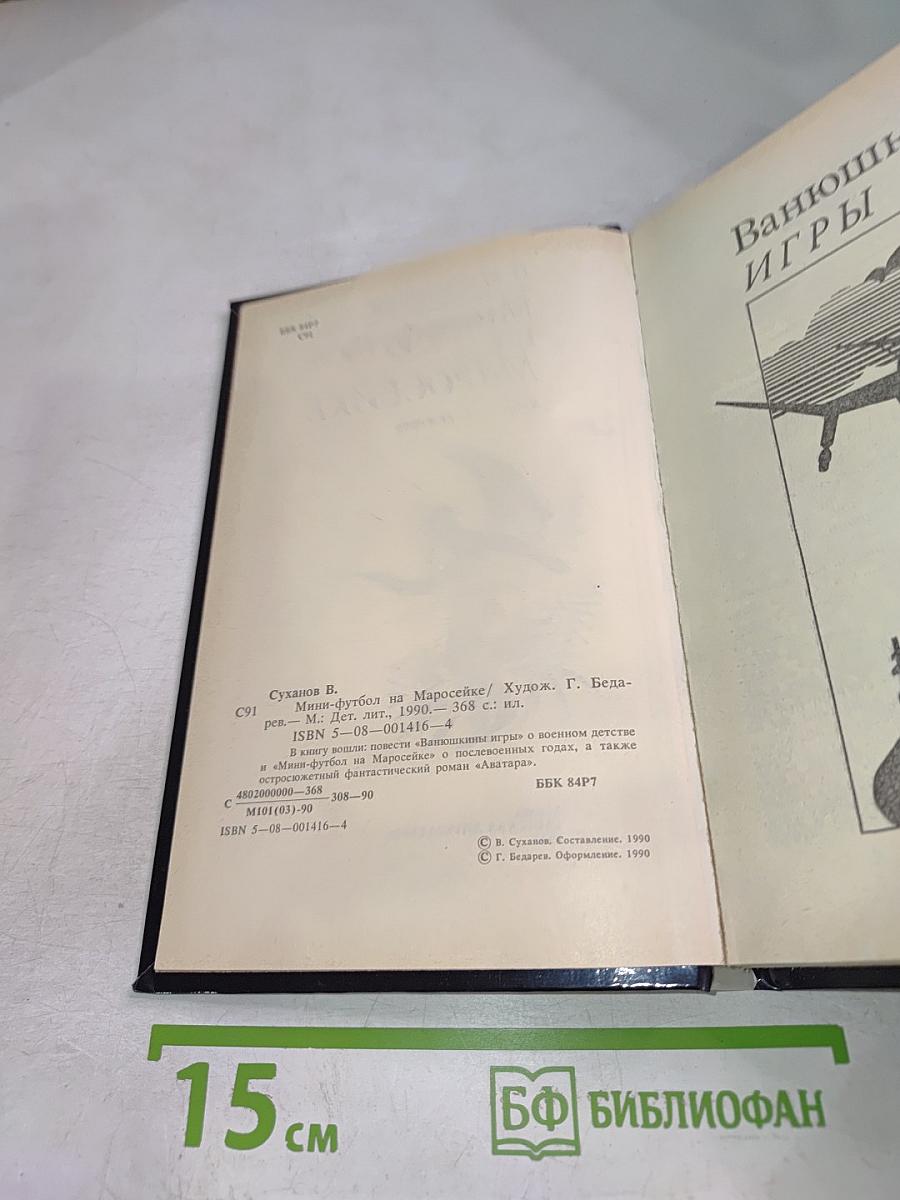 Суханов В.
С91 Мини-футбол на Маросейке/ Худож. Г. Беда-
рев.— М.: Дет. лит., 1990.— 368 с.: ил.
ISBN 5—08—001416—4
В книгу вошли: повести «Ванюшкины игры» о военном детстве
и «Мини-футбол на Маросейке» о послевоенных годах, а также
остросюжетный фантастический роман «Аватара».
С 4802000000—368
М101(03)-90
308—90
ББК 84Р7
ISBN 5—08—001416—4
© В. Суханов. Составление. 1990
© Г. Бедарев. Оформление. 1990
ИГРЫ
15 см
БФ БИБЛИОФАН